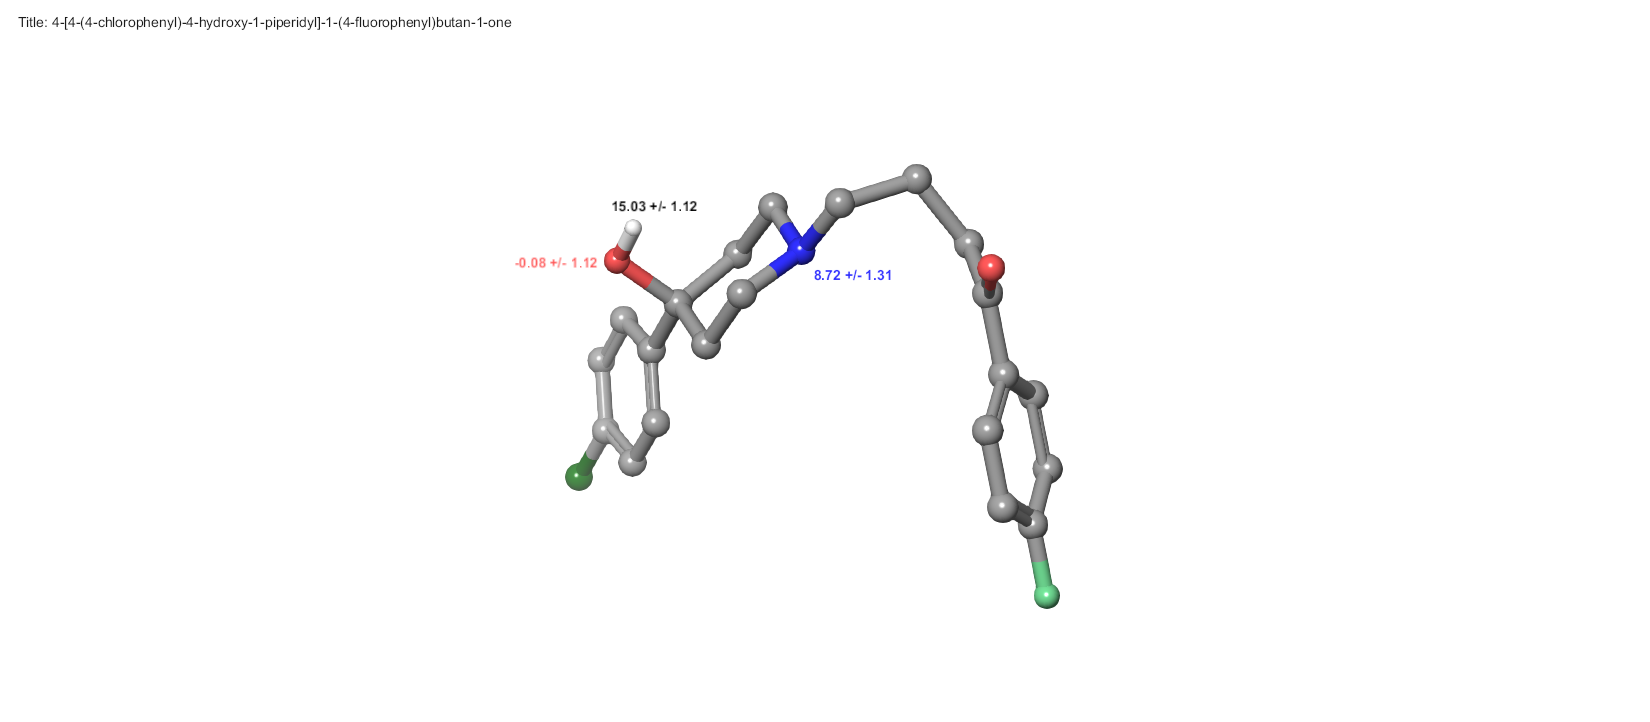 Title: 4-[4-(4-chlorophenyl)-4-hydroxy-1-piperidyl]-1-(4-fluorophenyl)butan-1-one
15.03 +/- 1.12
-0.08 +/- 1.12
8.72 +/- 1.31